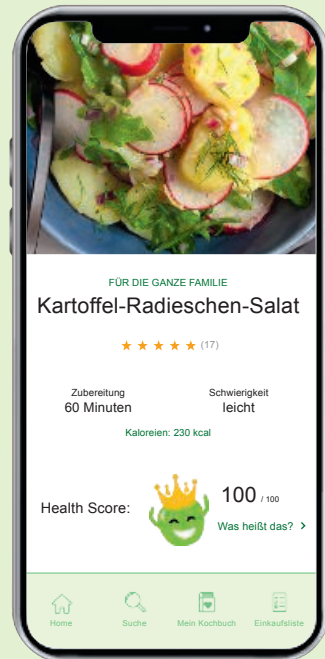 FÜR DIE GANZE FAMILIE
Kartoffel-Radieschen-Salat
(17)
Zubereitung
60 Minuten
Schwierigkeit
leicht
Kaloreien: 230 kcal
Health Score:
100 / 100
Was heißt das?
Home
Suche
Mein Kochbuch
Einkaufsliste